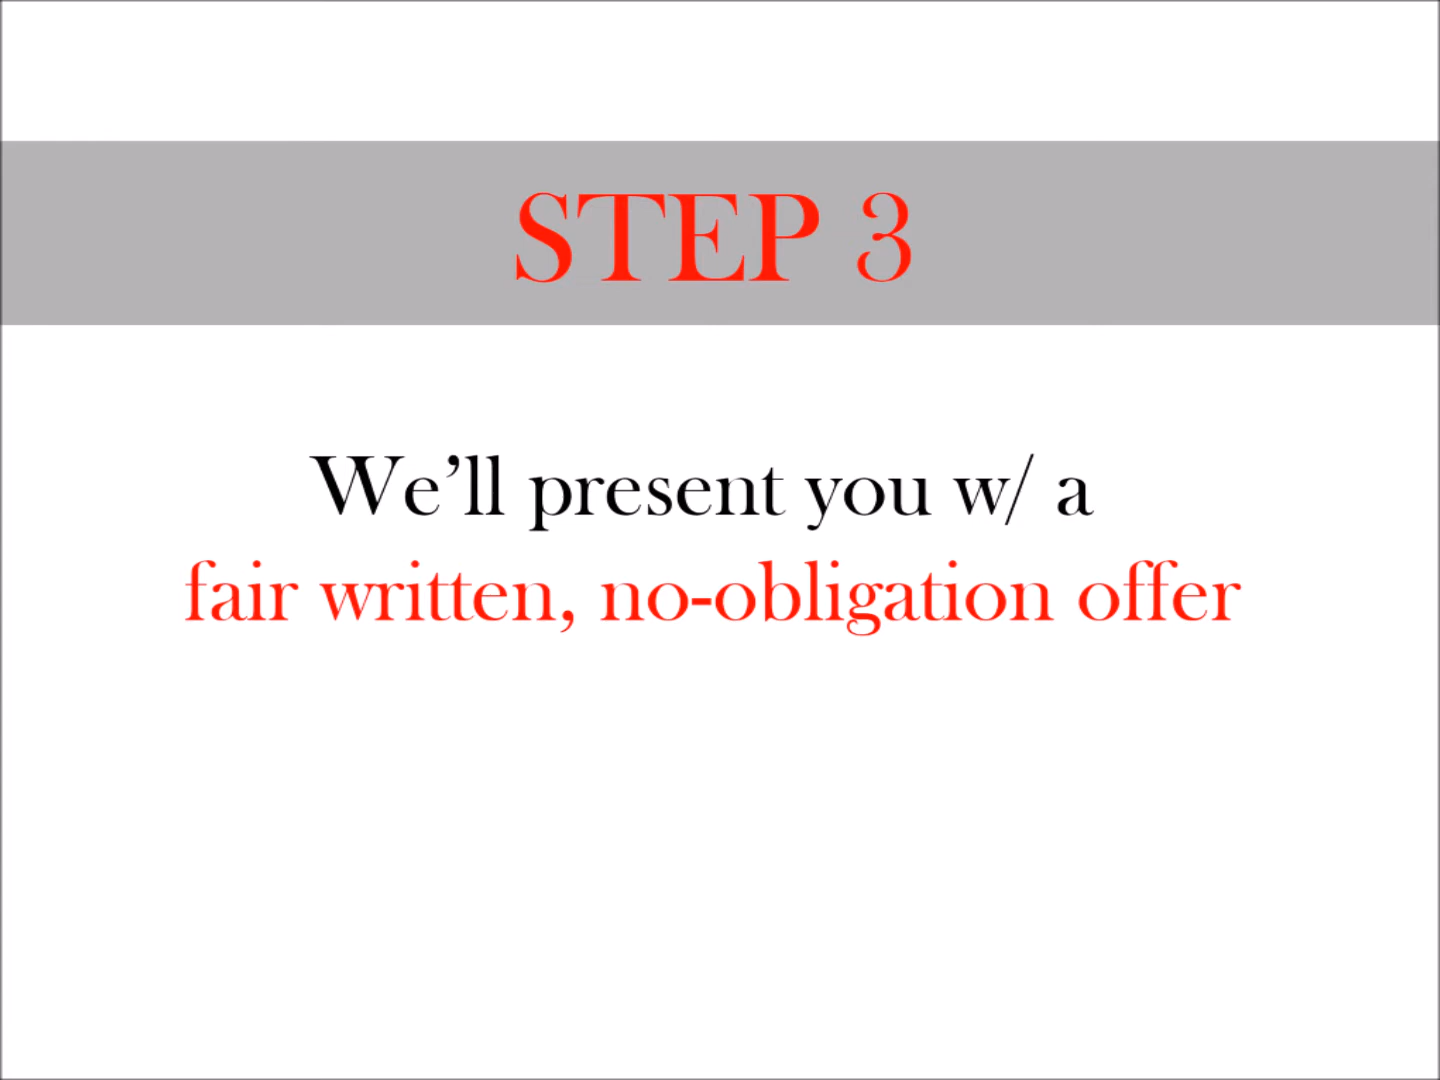 STEP 3
We’ll present you w/ a
fair written, no-obligation offer